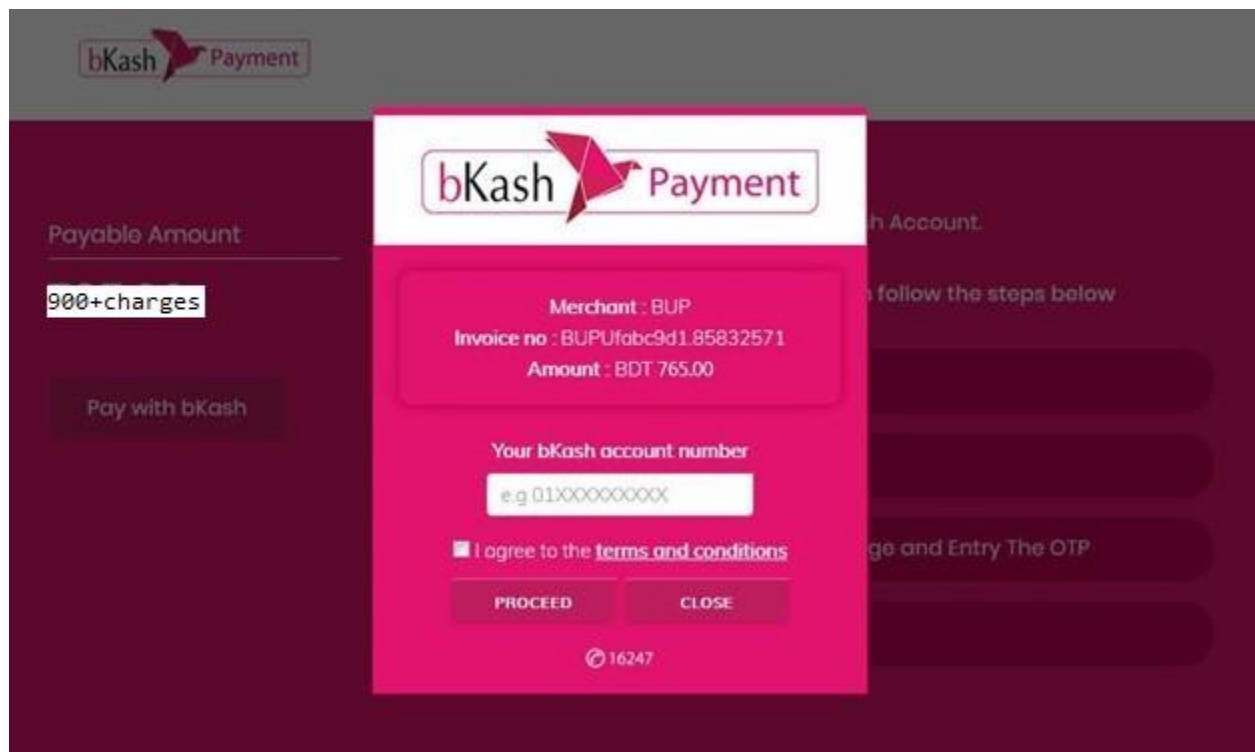 bKash Payment
bKash Payment
Payable Amount
900+charges
Pay with bKash
Merchant : BUP
Invoice no : BUPUfabc9d1.85832571
Amount : BDT 765.00
Your bKash account number
e.g 01XXXXXXXXX
I agree to the terms and conditions
PROCEED CLOSE
16247
h Account.
follow the steps below
ge and Entry The OTP